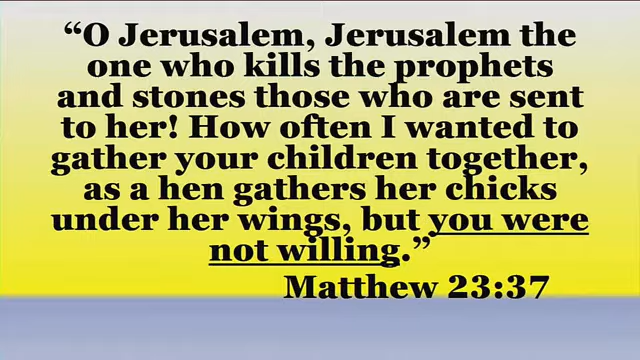 “O Jerusalem, Jerusalem the
one who kills the prophets
and stones those who are sent
to her! How often I wanted to
gather your children together,
as a hen gathers her chicks
under her wings, but you were
not willing.”
Matthew 23:37